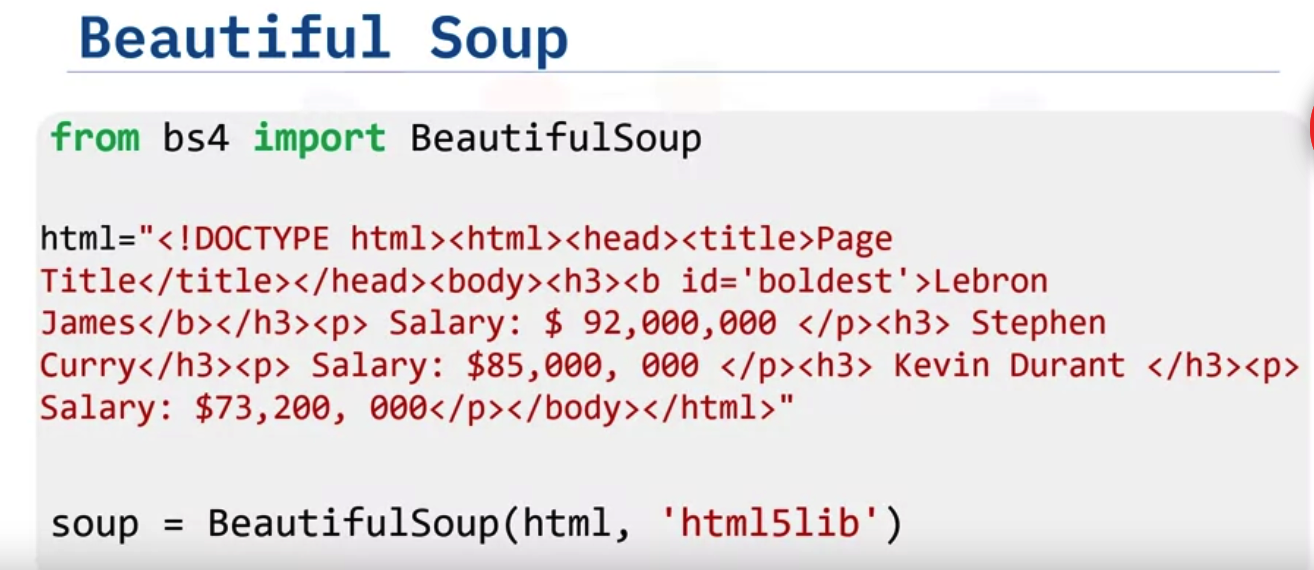 Beautiful Soup
from bs4 import BeautifulSoup
html="<!DOCTYPE html><html><head><title>Page
Title</title></head><body><h3><b id='boldest'>Lebron
James</b></h3><p> Salary: $ 92,000,000 </p><h3> Stephen
Curry</h3><p> Salary: $85,000, 000 </p><h3> Kevin Durant </h3><p>
Salary: $73,200, 000</p></body></html>"
soup = BeautifulSoup(html, 'html5lib')